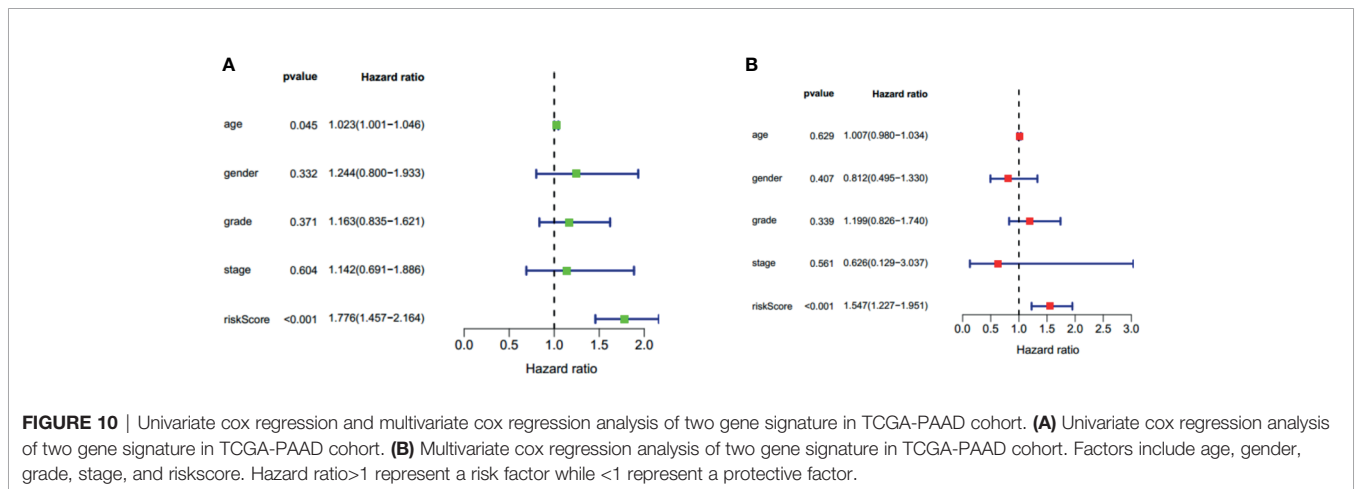 A
pvalue Hazard ratio
age 0.045 1.023(1.001−1.046)
gender 0.332 1.244(0.800−1.933)
grade 0.371 1.163(0.835−1.621)
stage 0.604 1.142(0.691−1.886)
riskScore <0.001 1.776(1.457−2.164)
0.0 0.5 1.0 1.5 2.0
Hazard ratio
B
pvalue Hazard ratio
age 0.629 1.007(0.980−1.034)
gender 0.407 0.812(0.495−1.330)
grade 0.339 1.199(0.826−1.740)
stage 0.561 0.626(0.129−3.037)
riskScore <0.001 1.547(1.227−1.951)
0.0 0.5 1.0 1.5 2.0 2.5 3.0
Hazard ratio
FIGURE 10 | Univariate cox regression and multivariate cox regression analysis of two gene signature in TCGA-PAAD cohort. (A) Univariate cox regression analysis
of two gene signature in TCGA-PAAD cohort. (B) Multivariate cox regression analysis of two gene signature in TCGA-PAAD cohort. Factors include age, gender,
grade, stage, and riskscore. Hazard ratio>1 represent a risk factor while <1 represent a protective factor.